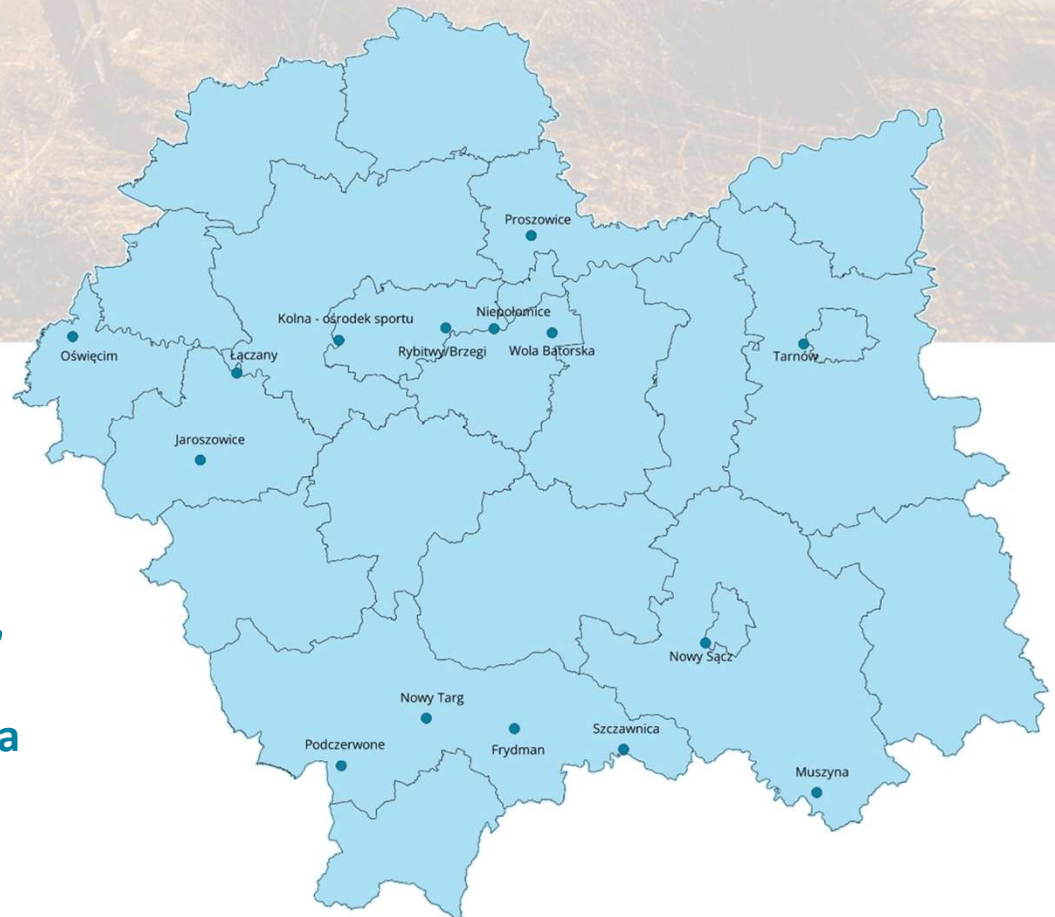 Proszowice
Niepołomice
Kolna - ośrodek sportu
Rybitwy/Brzegi
Wola Batorska
Oświęcim
Łączany
Tarnów
Jaroszowice
,
Nowy Sącz
Nowy Targ
a
Szczawnica
Podczerwone
Frydman
Muszyna